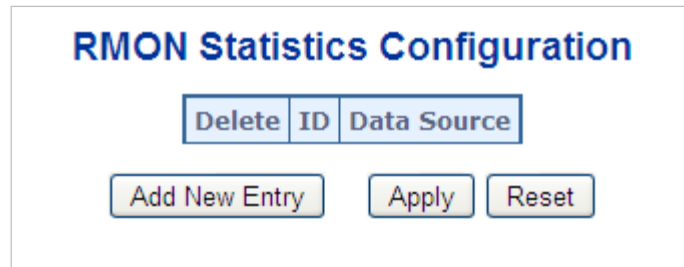 RMON Statistics Configuration
Delete ID Data Source
Add New Entry Apply Reset